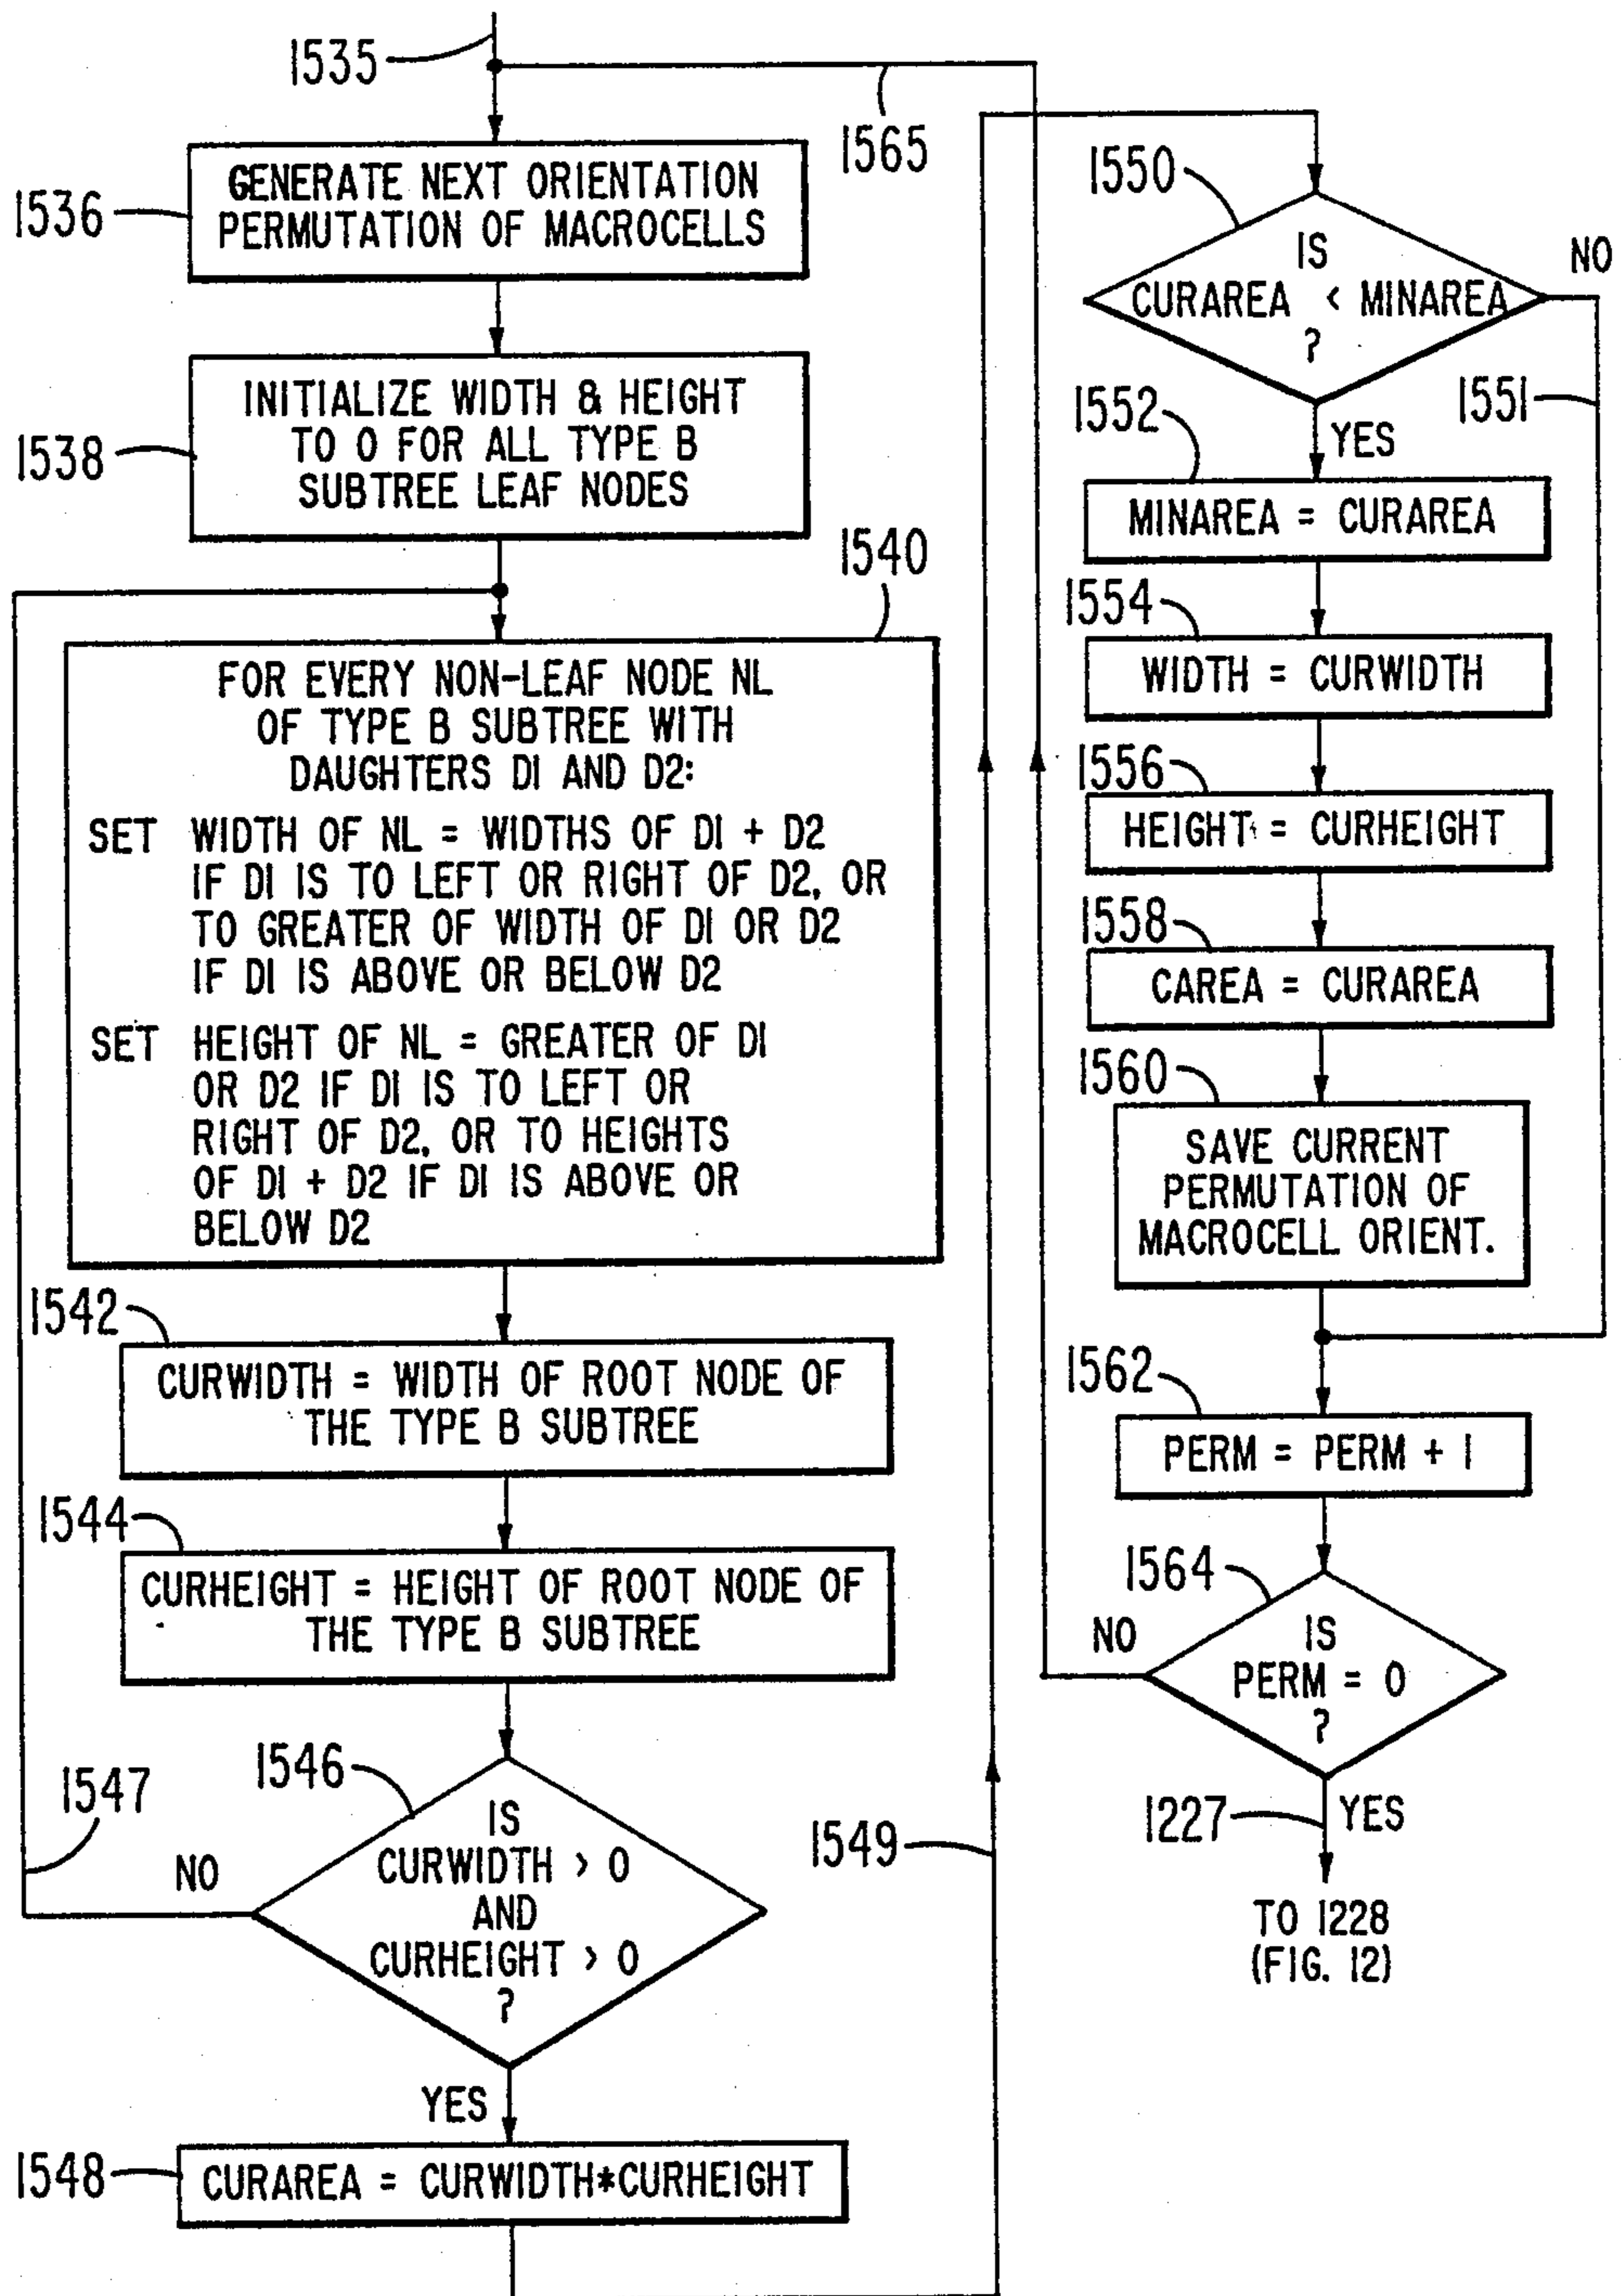 1535
1565
1536
GENERATE NEXT ORIENTATION
PERMUTATION OF MACROCELLS
1538
INITIALIZE WIDTH & HEIGHT
TO 0 FOR ALL TYPE B
SUBTREE LEAF NODES
1540
FOR EVERY NON-LEAF NODE NL
OF TYPE B SUBTREE WITH
DAUGHTERS D1 AND D2:
SET WIDTH OF NL = WIDTHS OF D1 + D2
IF D1 IS TO LEFT OR RIGHT OF D2, OR
TO GREATER OF WIDTH OF D1 OR D2
IF D1 IS ABOVE OR BELOW D2
SET HEIGHT OF NL = GREATER OF D1
OR D2 IF D1 IS TO LEFT OR
RIGHT OF D2, OR TO HEIGHTS
OF D1 + D2 IF D1 IS ABOVE OR
BELOW D2
1542
CURWIDTH = WIDTH OF ROOT NODE OF
THE TYPE B SUBTREE
1544
CURHEIGHT = HEIGHT OF ROOT NODE OF
THE TYPE B SUBTREE
1546
1547
IS
CURWIDTH > 0
AND
CURHEIGHT > 0
?
NO
YES
1548
CURAREA = CURWIDTH*CURHEIGHT
1549
1550
IS
CURAREA < MINAREA
?
NO
1551
YES
1552
MINAREA = CURAREA
1554
WIDTH = CURWIDTH
1556
HEIGHT = CURHEIGHT
1558
CAREA = CURAREA
1560
SAVE CURRENT
PERMUTATION OF
MACROCELL ORIENT.
1562
PERM = PERM + 1
1564
IS
PERM = 0
?
NO
YES
1227
TO 1228
(FIG. 12)